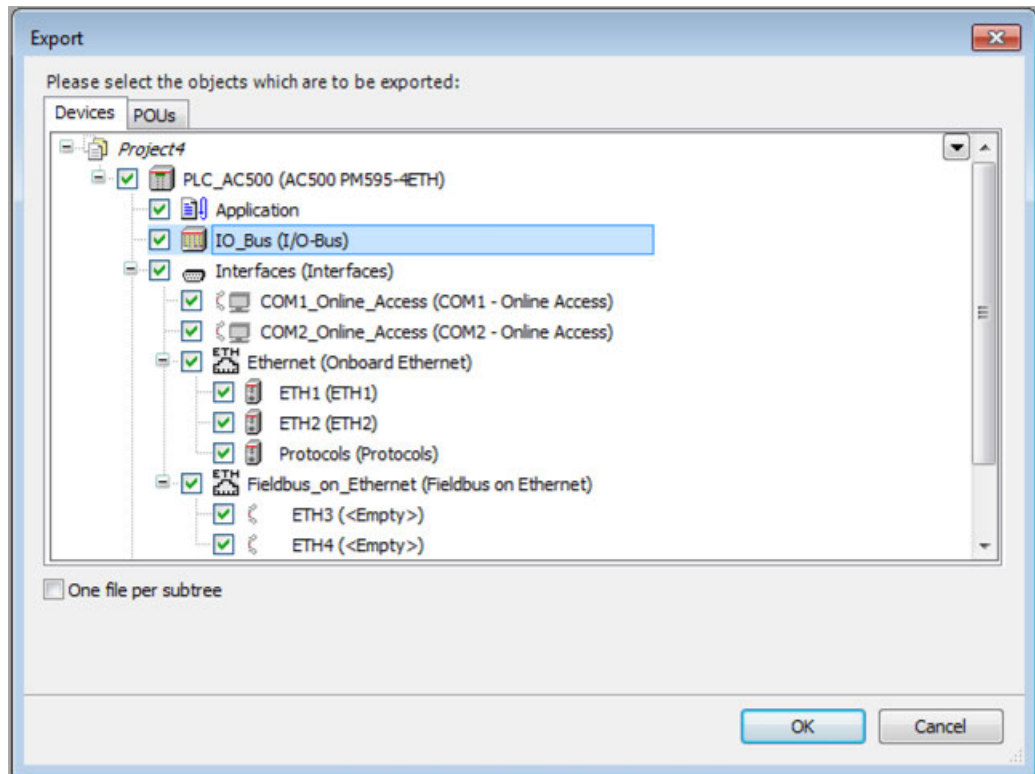 Export
Please select the objects which are to be exported:
Devices POUs
Project4
PLC_AC500 (AC500 PM595-4ETH)
Application
IO_Bus (I/O-Bus)
Interfaces (Interfaces)
COM1_Online_Access (COM1 - Online Access)
COM2_Online_Access (COM2 - Online Access)
ETH Ethernet (Onboard Ethernet)
ETH1 (ETH1)
ETH2 (ETH2)
Protocols (Protocols)
ETH Fieldbus_on_Ethernet (Fieldbus on Ethernet)
ETH3 (<Empty>)
ETH4 (<Empty>)
One file per subtree
OK Cancel